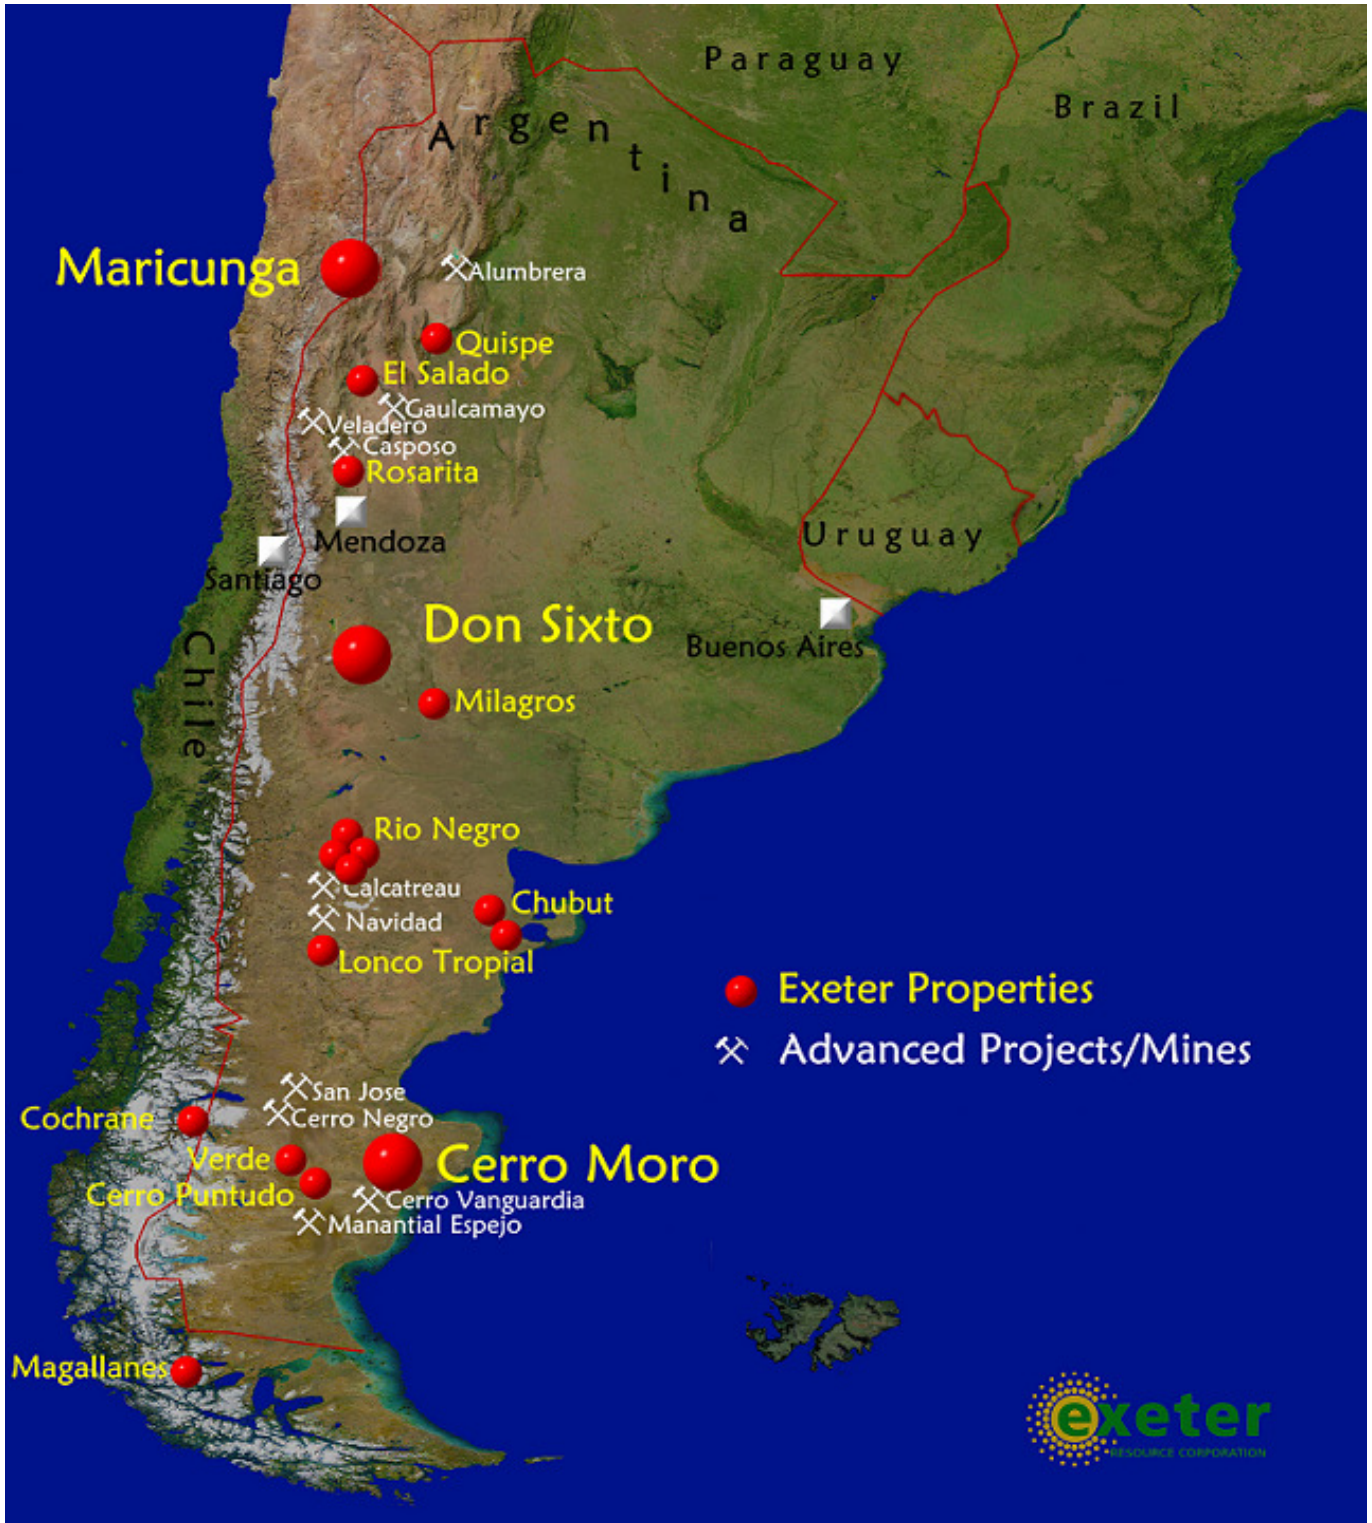 Paraguay
Brazil
Argentina
Maricunga
Alumbrera
Quispe
El Salado
Gaulcamayo
Veladero
Casposo
Rosarita
Mendoza
Santiago
Uruguay
Don Sixto
Buenos Aires
Chile
Milagros
Rio Negro
Calcatreau
Chubut
Navidad
Lonco Tropial
Exeter Properties
Advanced Projects/Mines
San Jose
Cochrane
Cerro Negro
Verde
Cerro Moro
Cerro Puntudo
Cerro Vanguardia
Manantial Espejo
Magallanes
exeter
RESOURCE CORPORATION